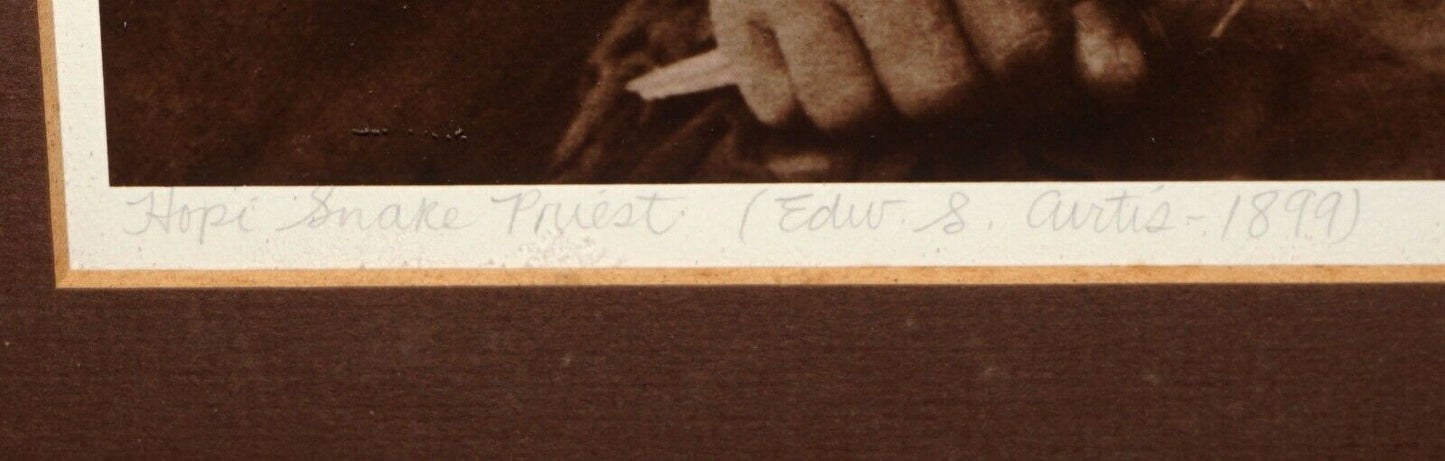 Hopi Snake Priest (Edw. S. Curtis - 1899)